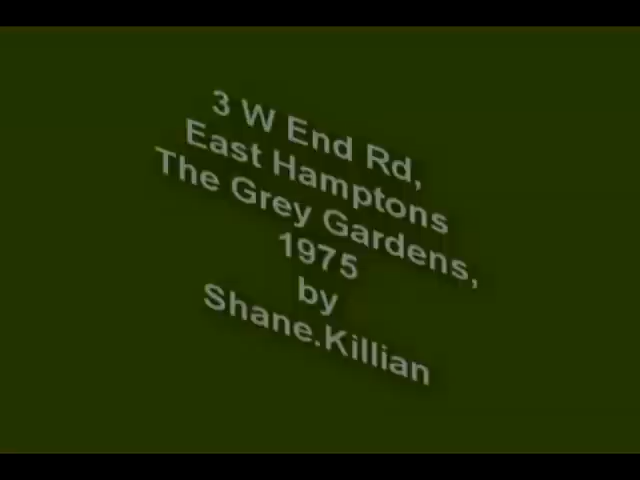 3 W End Rd,
East Hamptons
The Grey Gardens,
1975
by
Shane.Killian